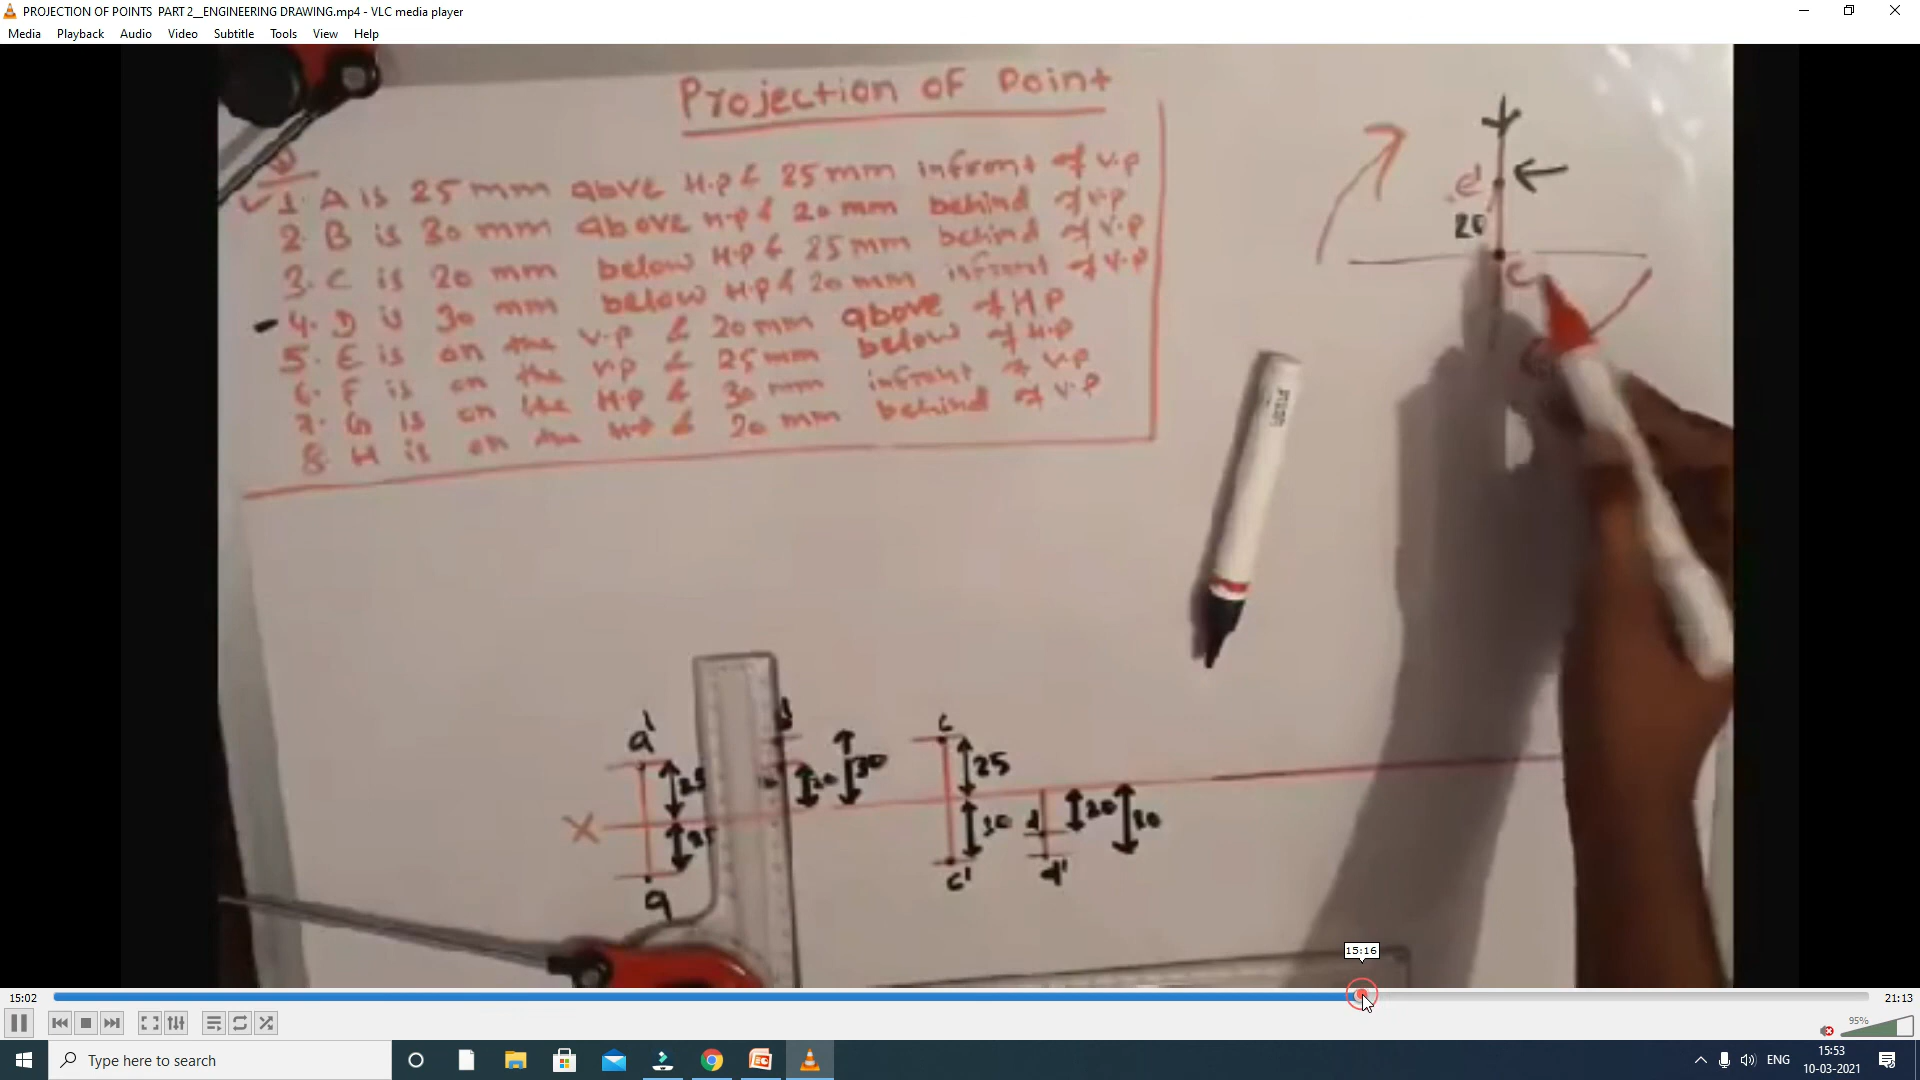 PROJECTION OF POINTS PART 2__ENGINEERING DRAWING.mp4 - VLC media player
Media Playback Audio Video Subtitle Tools View Help
Projection of Point
1. A is 25 mm above H.p & 25 mm infront of v.p
2. B is 30 mm above H.p & 20 mm behind of v.p
3. C is 20 mm below H.p & 25 mm behind of v.p
4. D is 30 mm below H.p & 20 mm infront of v.p
5. E is on the v.p & 20mm above of H p
6. F is on the v.p & 25 mm below of H.p
7. G is on the H.p & 30 mm infront of v.p
8. H is on the H.p & 20 mm behind of v.p
e'
20
a' c
25 20 30 25
X 25 30 d 20 30
a c' d'
15:16
15:02 21:13
95%
Type here to search
ENG
15:53
10-03-2021